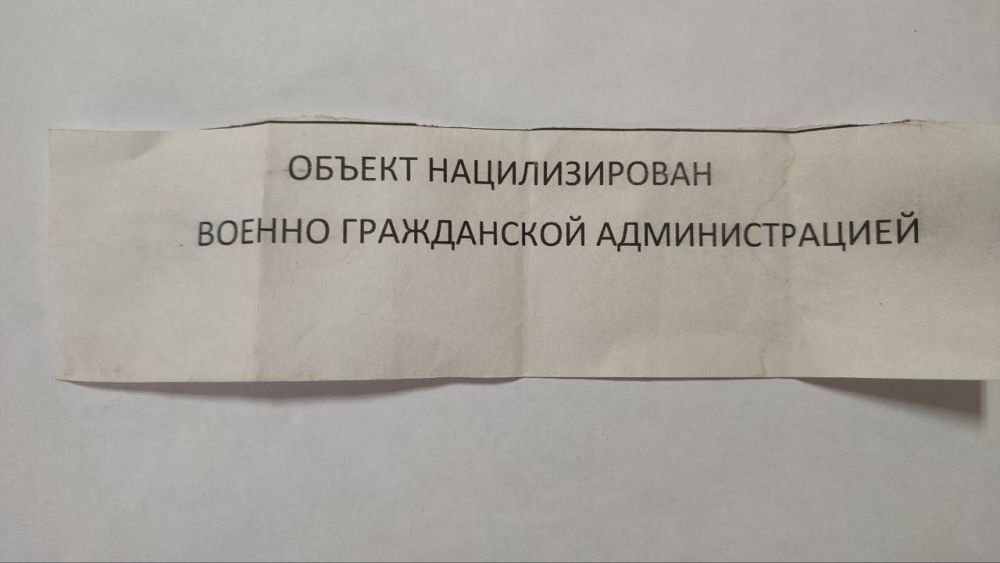 ОБЪЕКТ НАЦИЛИЗИРОВАН
ВОЕННО ГРАЖДАНСКОЙ АДМИНИСТРАЦИЕЙ